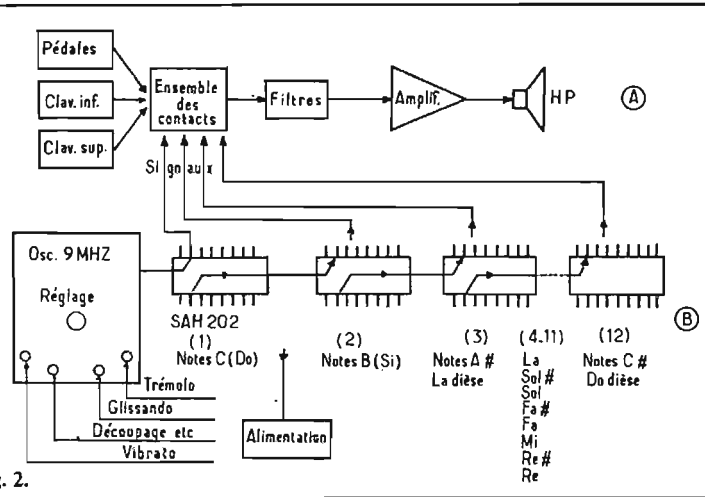 Pédales
Clav. inf.
Clav. sup.
Ensemble
des
contacts
Filtres
Amplif.
HP
A
Signaux
Osc. 9 MHZ
Réglage
SAH 202
(1)
Notes C (Do)
(2)
Notes B (Si)
(3)
Notes A #
La dièse
(4-11)
La
Sol #
Sol
Fa #
Fa
Mi
Re #
Re
(12)
Notes C #
Do dièse
B
Trémolo
Glissando
Découpage etc
Vibrato
Alimentation
g. 2.